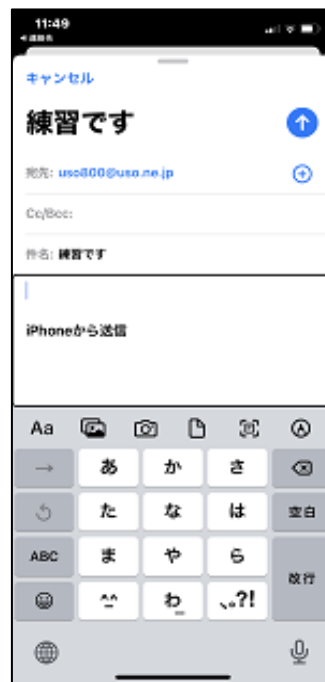 11:49
キャンセル
練習です
宛先: uso800@uso.ne.jp
Cc/Bcc:
件名: 練習です
iPhoneから送信
Aa
→ あ か さ
た な は 空白
ABC ま や ら 改行
^^ わ 、。?!